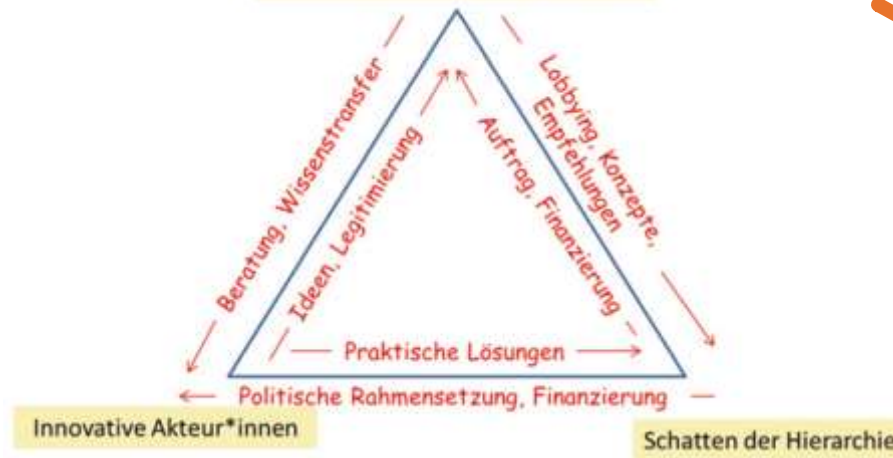 Beratung, Wissenstransfer
Ideen, Legitimierung
Auftrag, Finanzierung
Lobbying, Konzepte,
Empfehlungen
Praktische Lösungen
Politische Rahmensetzung, Finanzierung
Innovative Akteur*innen
Schatten der Hierarchie